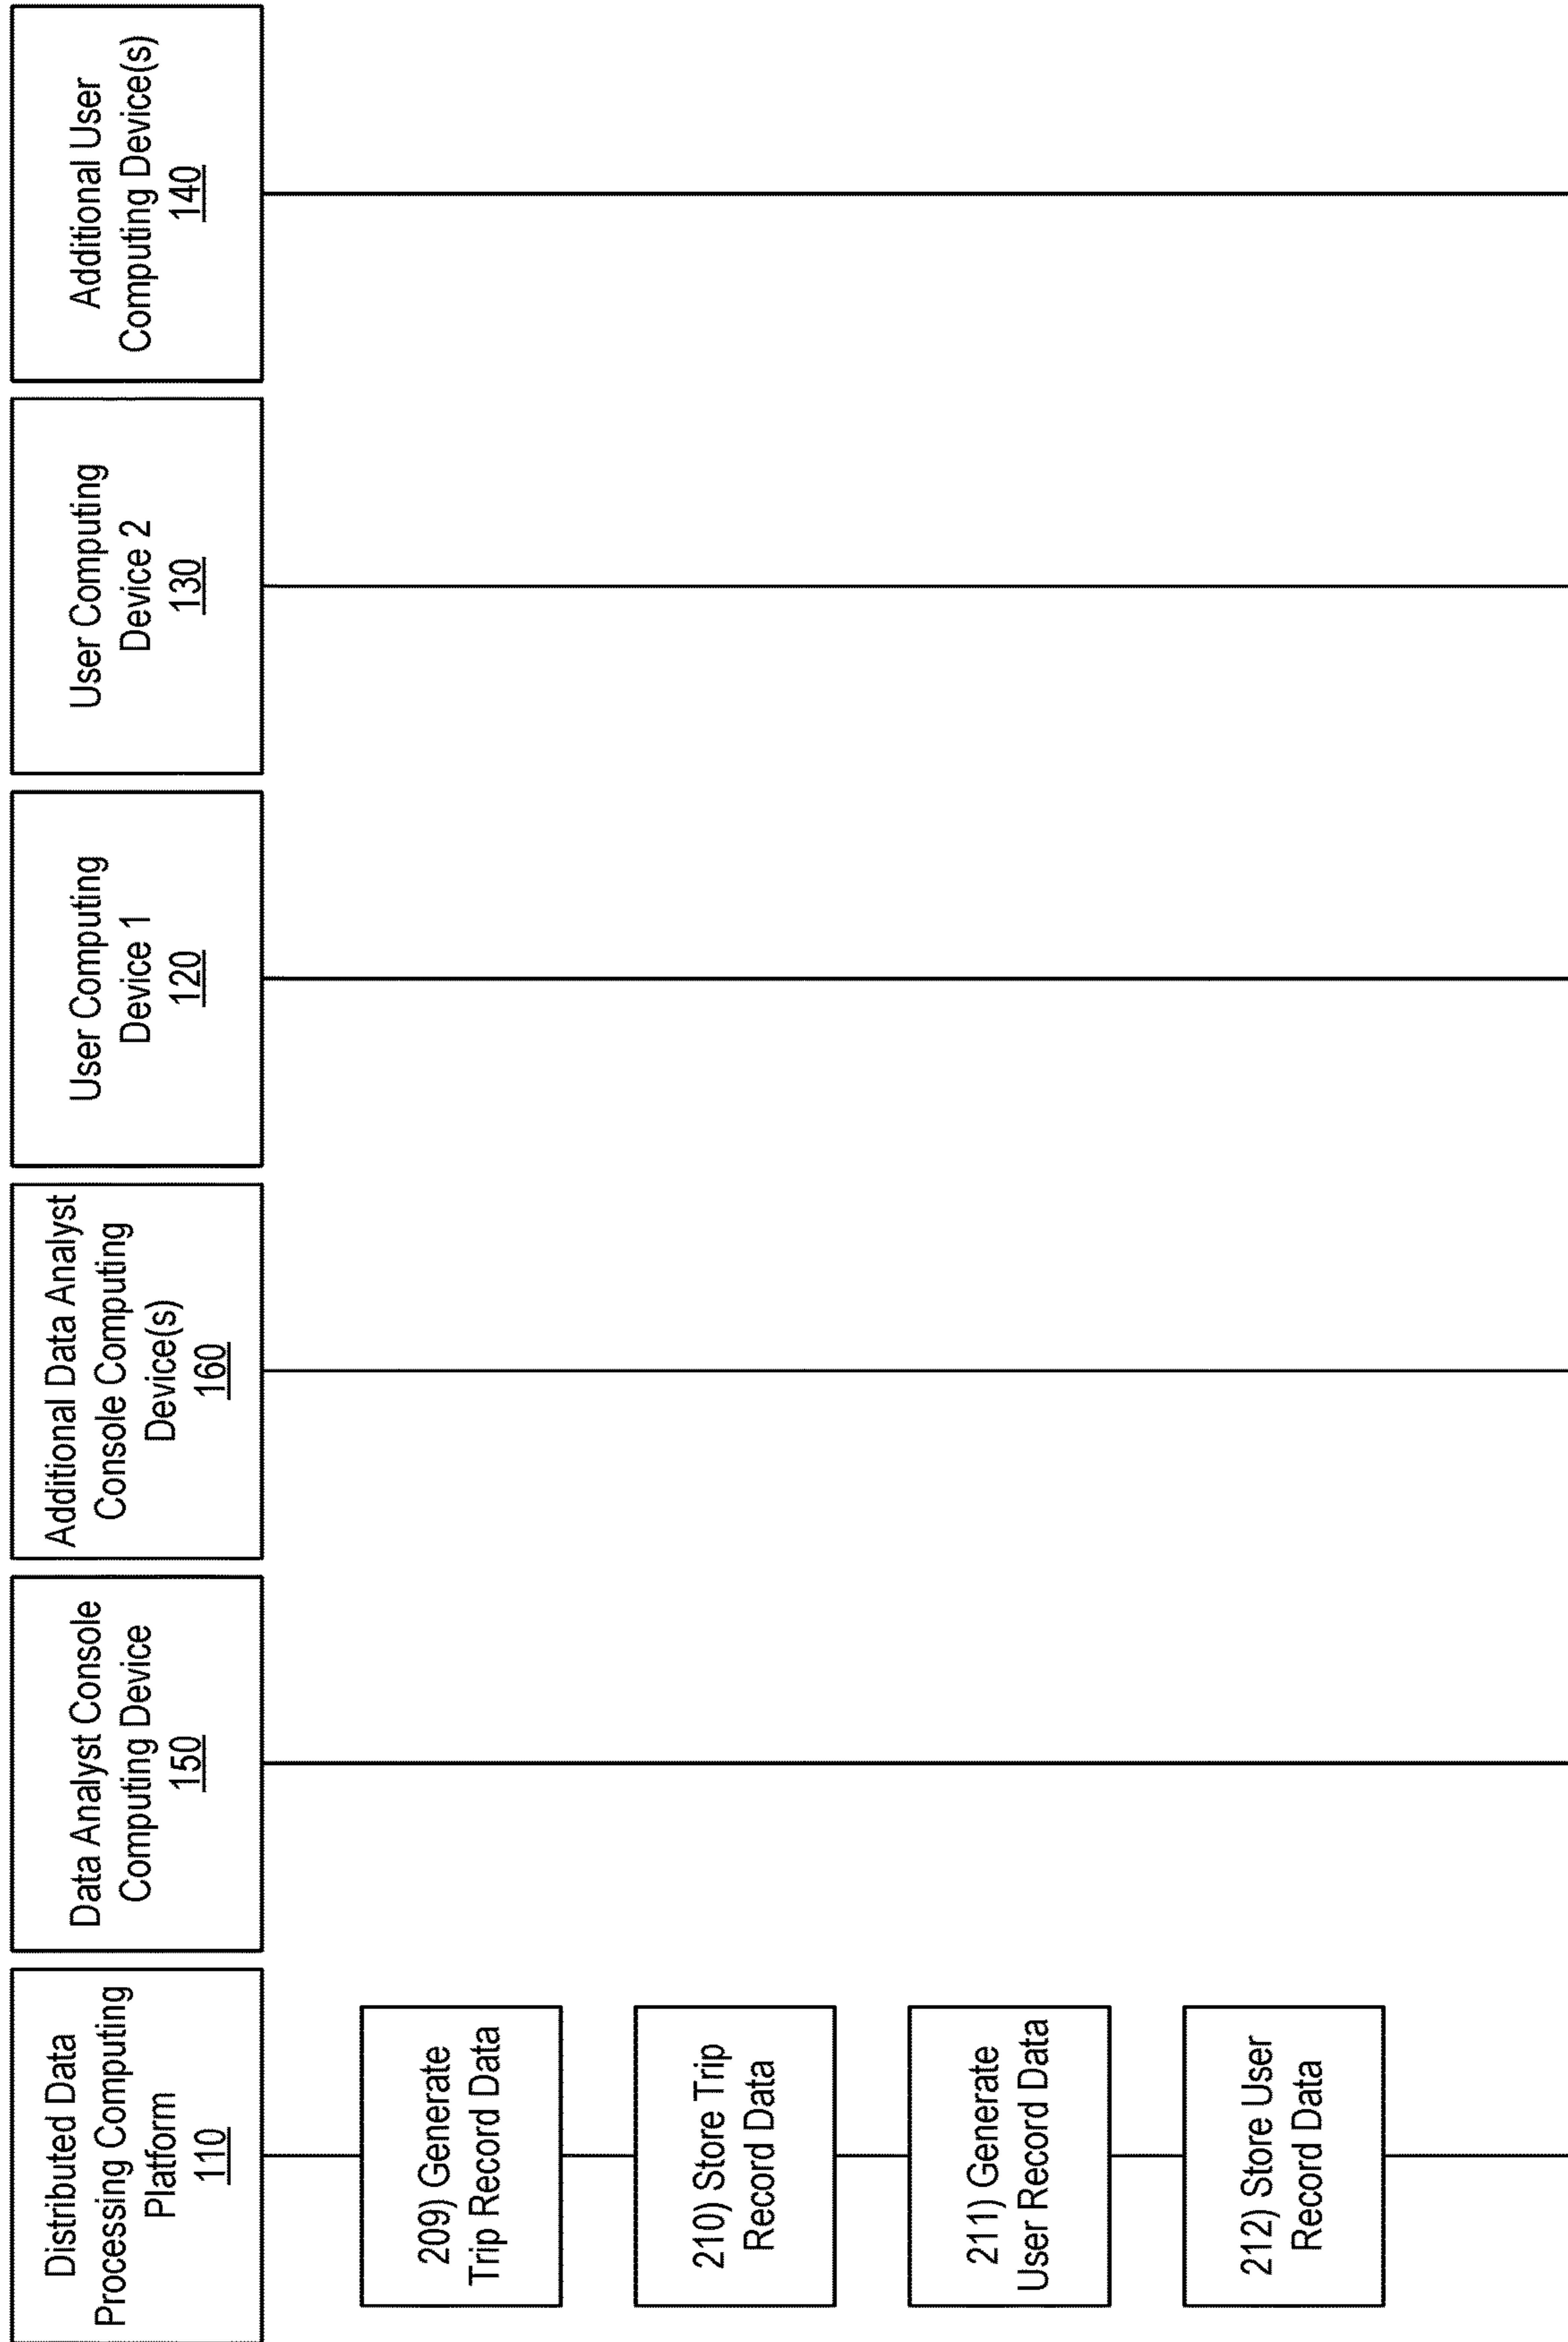 Distributed Data
Processing Computing
Platform
110
Data Analyst Console
Computing Device
150
Additional Data Analyst
Console Computing
Device(s)
160
User Computing
Device 1
120
User Computing
Device 2
130
Additional User
Computing Device(s)
140
209) Generate
Trip Record Data
210) Store Trip
Record Data
211) Generate
User Record Data
212) Store User
Record Data